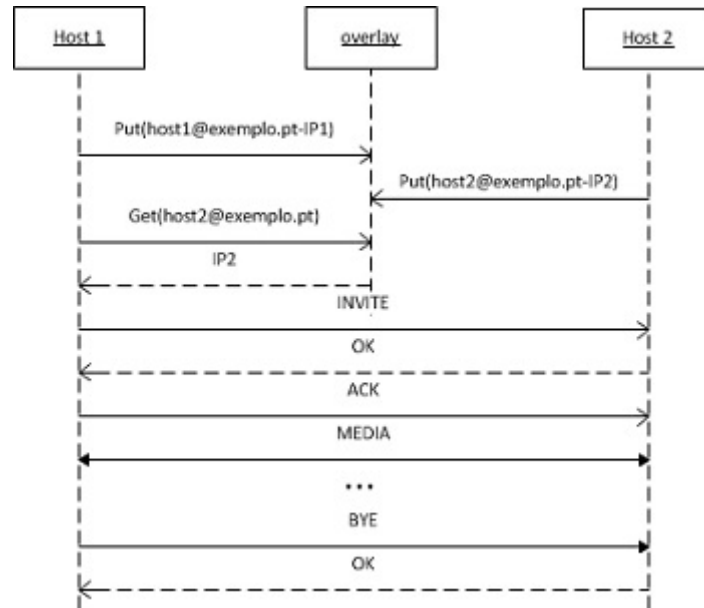 Host 1
overlay
Host 2
Put(host1@exemplo.pt-IP1)
Put(host2@exemplo.pt-IP2)
Get(host2@exemplo.pt)
IP2
INVITE
OK
ACK
MEDIA
...
BYE
OK